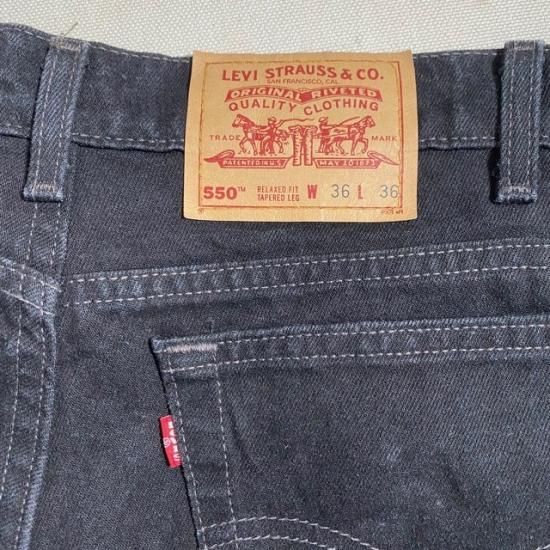 LEVI STRAUSS & CO.
SAN FRANCISCO, CAL.
ORIGINAL RIVETED
QUALITY CLOTHING
TRADE MARK
PATENTED IN U.S. MAY 20 1873
550™ RELAXED FIT W 36 L 36
TAPERED LEG
LEVI'S
®